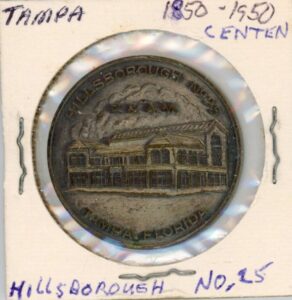 TAMPA 1850-1950
CENTEN
HILLSBOROUGH
TAMPA, FLORIDA
HILLSBOROUGH NO. 25